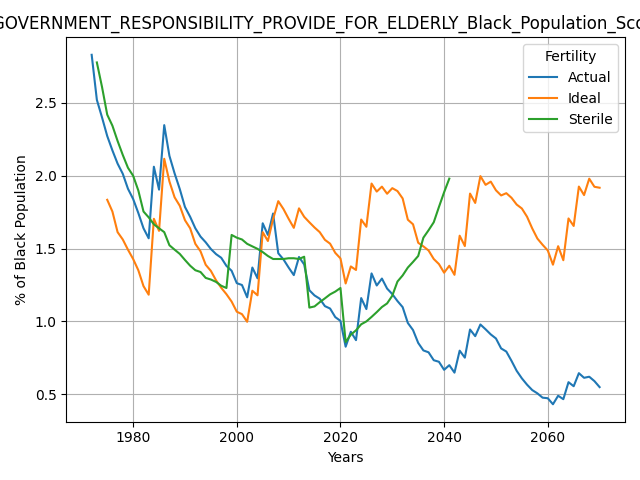 GOVERNMENT_RESPONSIBILITY_PROVIDE_FOR_ELDERLY_Black_Population_Sco
Fertility
Actual
Ideal
Sterile
% of Black Population
2.5
2.0
1.5
1.0
0.5
1980 2000 2020 2040 2060
Years